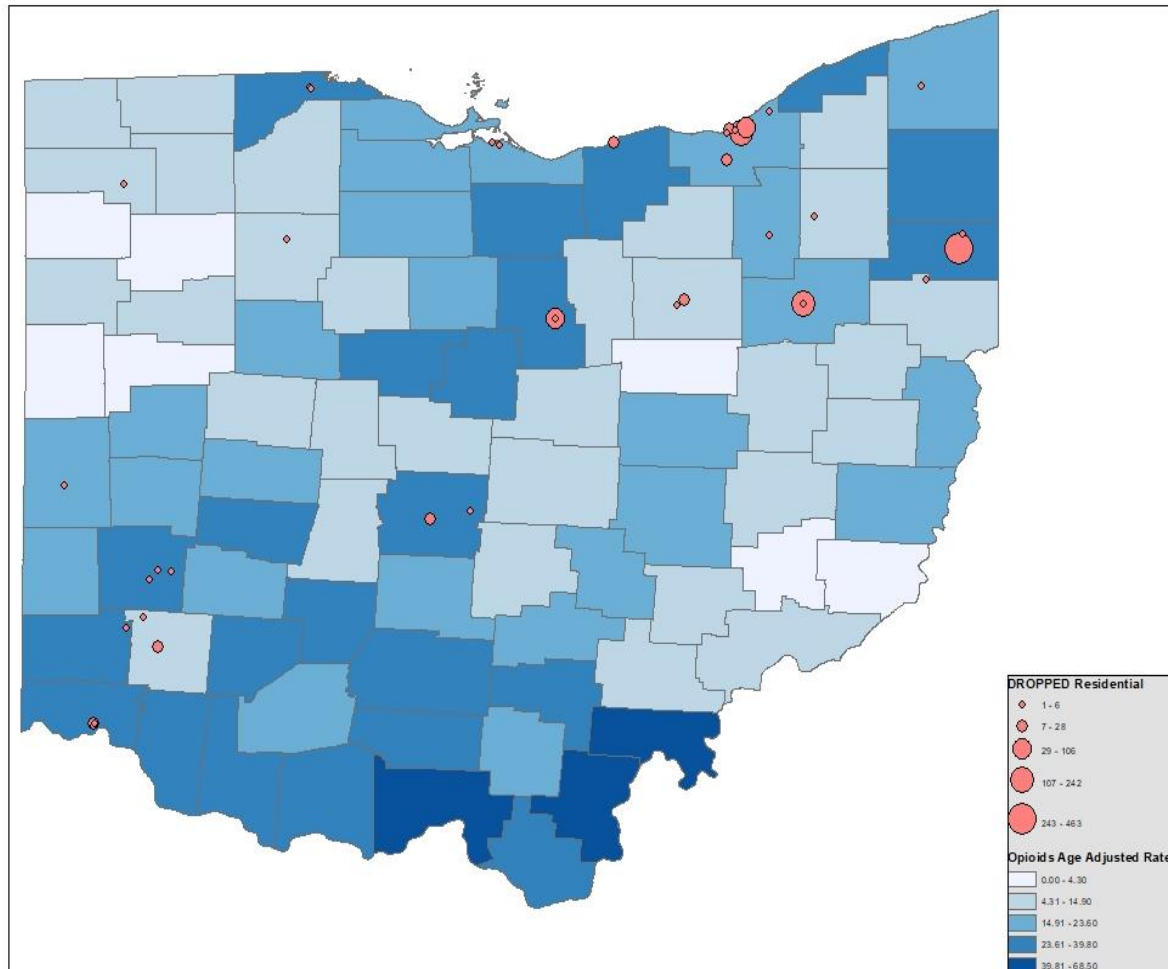 DROPPED Residential
1 - 6
7 - 28
29 - 106
107 - 242
243 - 463
Opioids Age Adjusted Rate
0.00 - 4.30
4.31 - 14.90
14.91 - 23.60
23.61 - 39.80
39.81 - 68.50